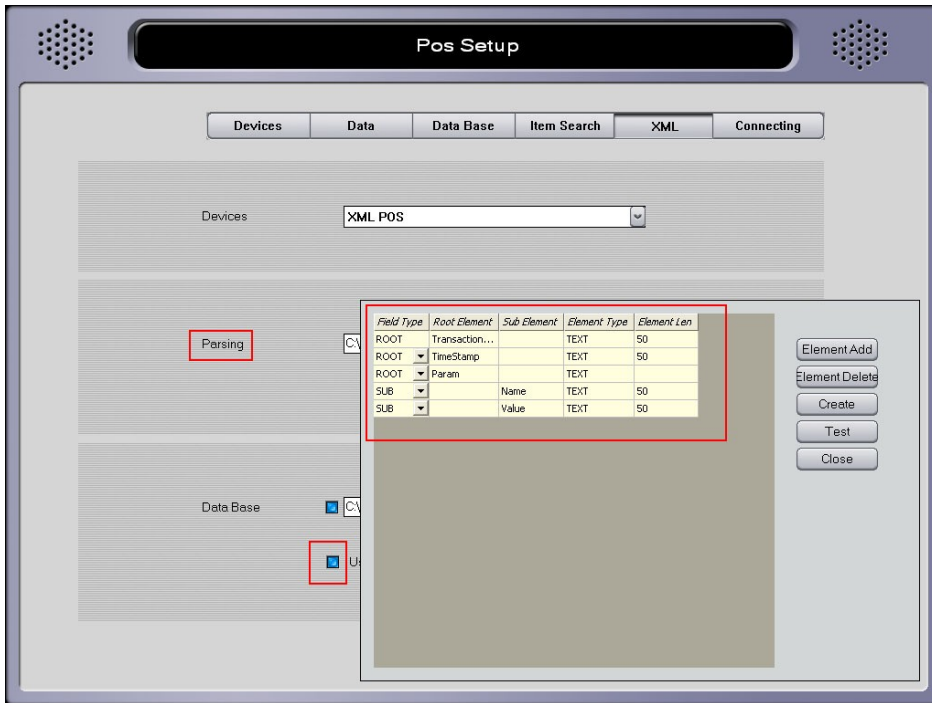 Pos Setup
Devices Data Data Base Item Search XML Connecting
Devices XML POS
Field Type Root Element Sub Element Element Type Element Len
ROOT Transaction... TEXT 50
ROOT TimeStamp TEXT 50
ROOT Param TEXT
SUB Name TEXT 50
SUB Value TEXT 50
Parsing C:\
Element Add
Element Delete
Create
Test
Close
Data Base C:\